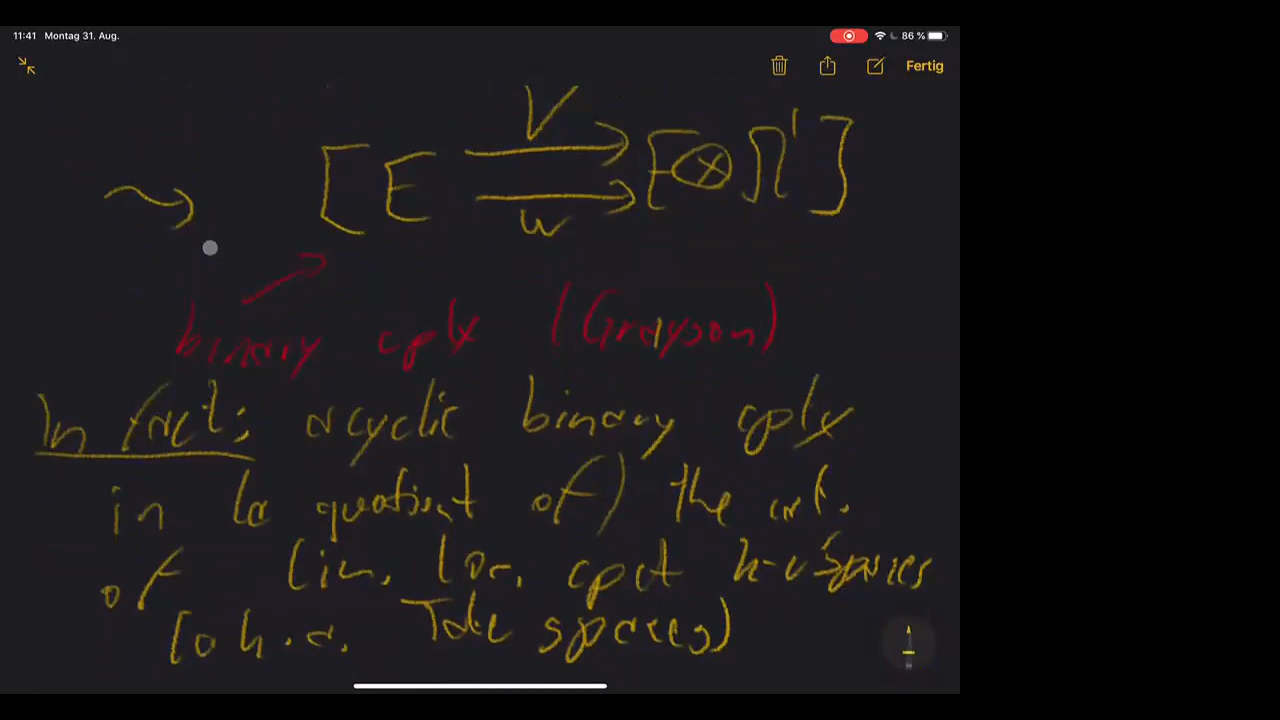 11:41 Montag 31. Aug. 86 %
Fertig
V
[ E E ⊗ Ω¹ ]
w
binary cplx (Grayson)
In fact: acyclic binary cplx
in (a quotient of) the cat.
of lin. loc. cpct k-v spaces
(a.k.a. Tate spaces)